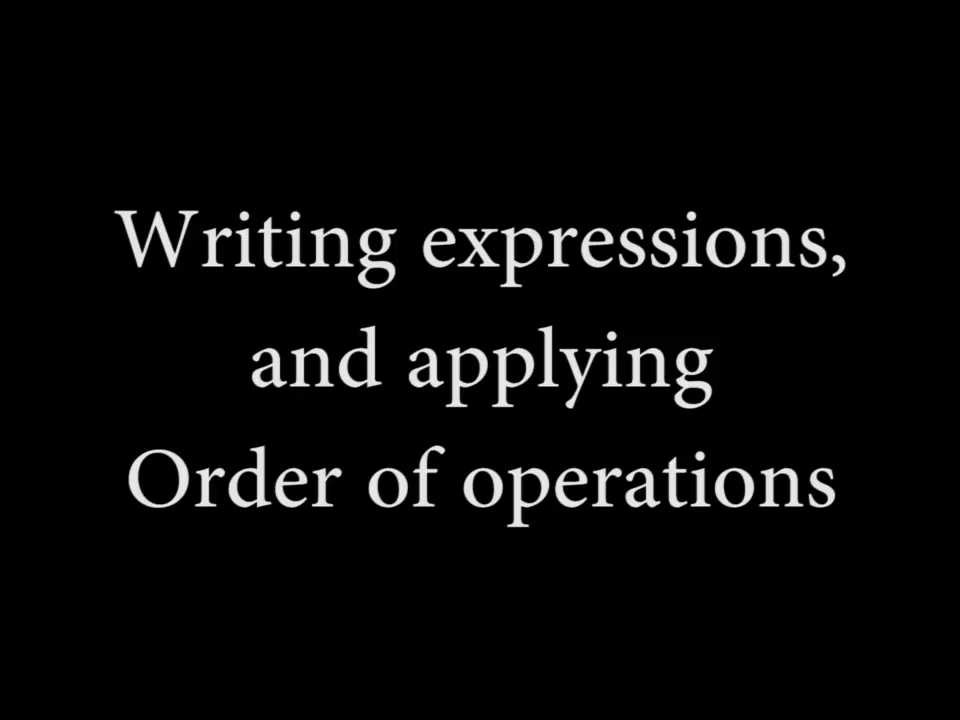 Writing expressions,
and applying
Order of operations